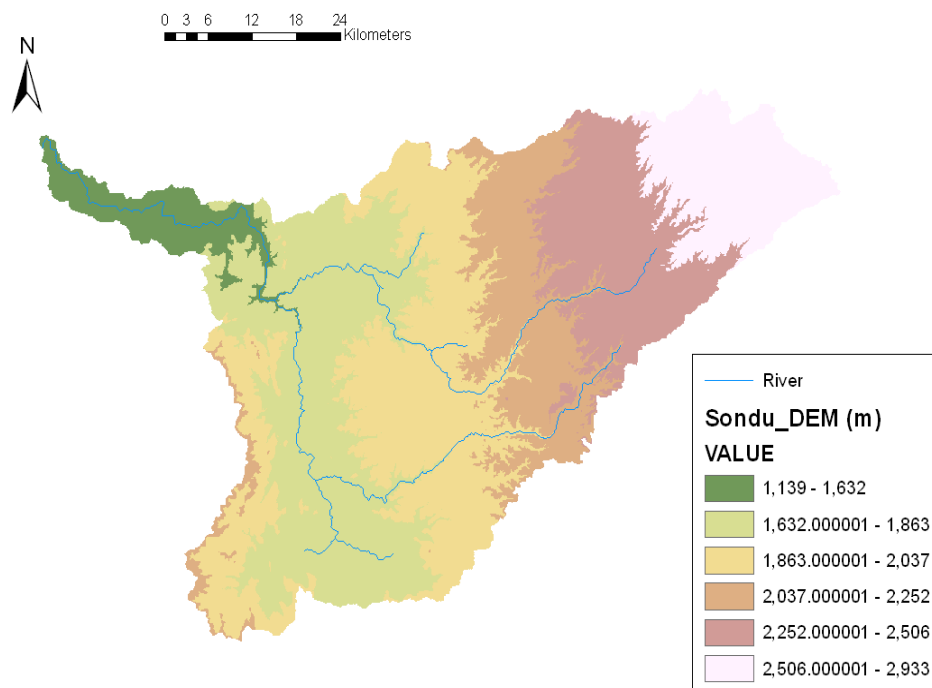 0 3 6 12 18 24
Kilometers
N
River
Sondu_DEM (m)
VALUE
1,139 - 1,632
1,632.000001 - 1,863
1,863.000001 - 2,037
2,037.000001 - 2,252
2,252.000001 - 2,506
2,506.000001 - 2,933